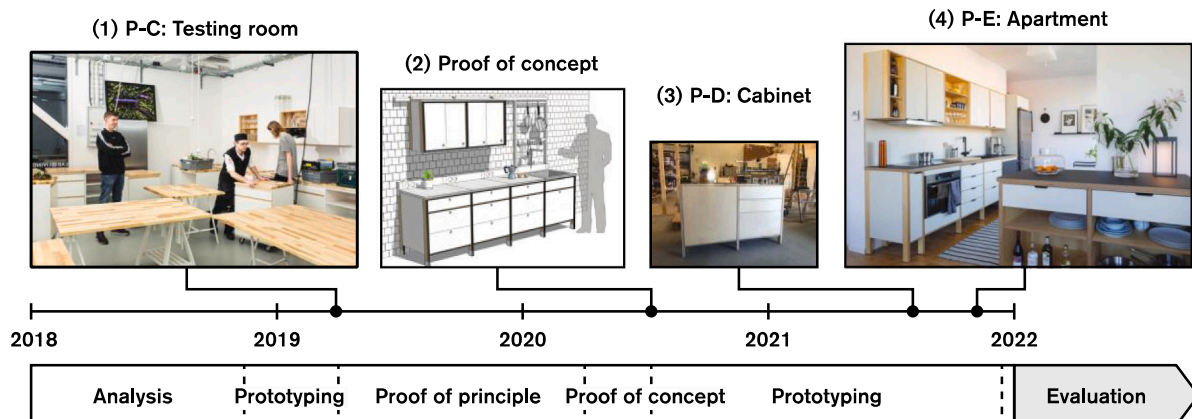 (1) P-C: Testing room
(2) Proof of concept
(3) P-D: Cabinet
(4) P-E: Apartment
2018
2019
2020
2021
2022
Analysis
Prototyping
Proof of principle
Proof of concept
Prototyping
Evaluation